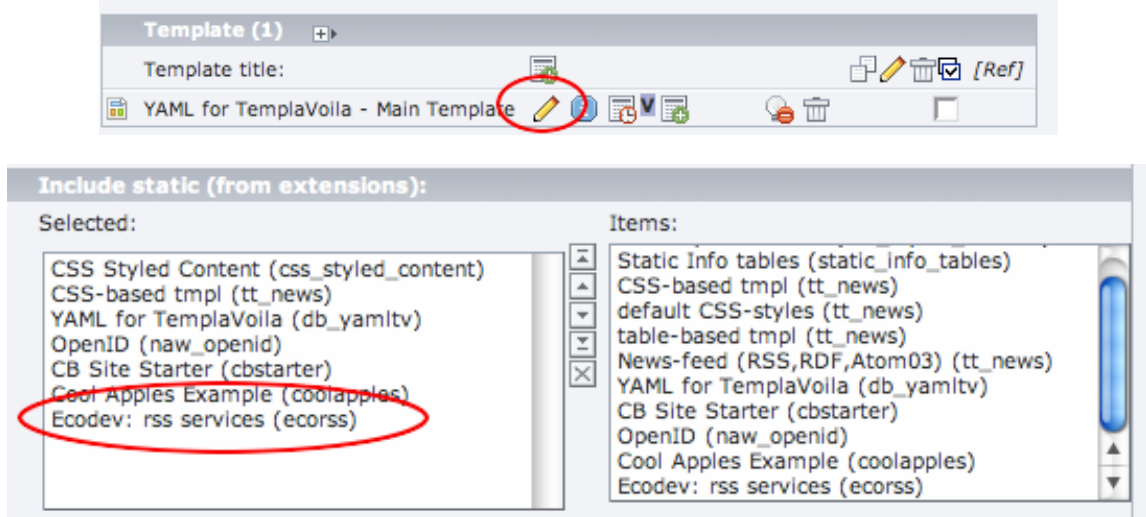 Template (1)
Template title:
[Ref]
YAML for TemplaVoila - Main Template
Include static (from extensions):
Selected:
Items:
CSS Styled Content (css_styled_content)
CSS-based tmpl (tt_news)
YAML for TemplaVoila (db_yamltv)
OpenID (naw_openid)
CB Site Starter (cbstarter)
Cool Apples Example (coolapples)
Ecodev: rss services (ecorss)
Static Info tables (static_info_tables)
CSS-based tmpl (tt_news)
default CSS-styles (tt_news)
table-based tmpl (tt_news)
News-feed (RSS,RDF,Atom03) (tt_news)
YAML for TemplaVoila (db_yamltv)
CB Site Starter (cbstarter)
OpenID (naw_openid)
Cool Apples Example (coolapples)
Ecodev: rss services (ecorss)